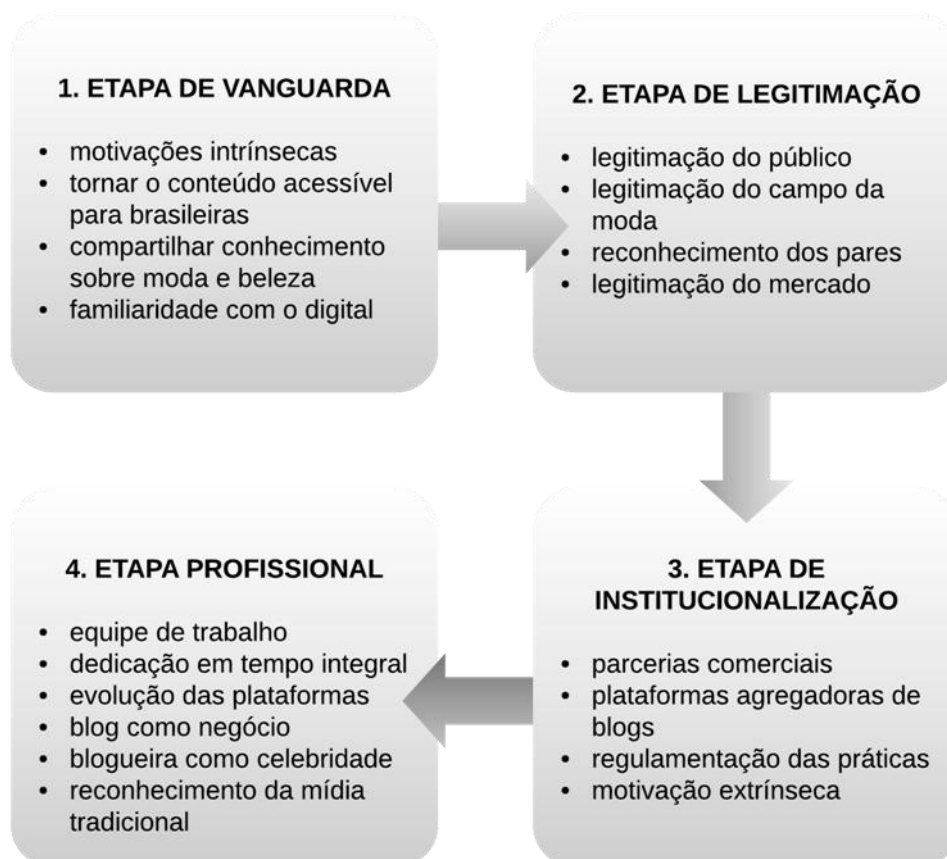 1. ETAPA DE VANGUARDA
• motivações intrínsecas
• tornar o conteúdo acessível
para brasileiras
• compartilhar conhecimento
sobre moda e beleza
• familiaridade com o digital
2. ETAPA DE LEGITIMAÇÃO
• legitimação do público
• legitimação do campo da
moda
• reconhecimento dos pares
• legitimação do mercado
3. ETAPA DE
INSTITUCIONALIZAÇÃO
• parcerias comerciais
• plataformas agregadoras de
blogs
• regulamentação das práticas
• motivação extrínseca
4. ETAPA PROFISSIONAL
• equipe de trabalho
• dedicação em tempo integral
• evolução das plataformas
• blog como negócio
• blogueira como celebridade
• reconhecimento da mídia
tradicional